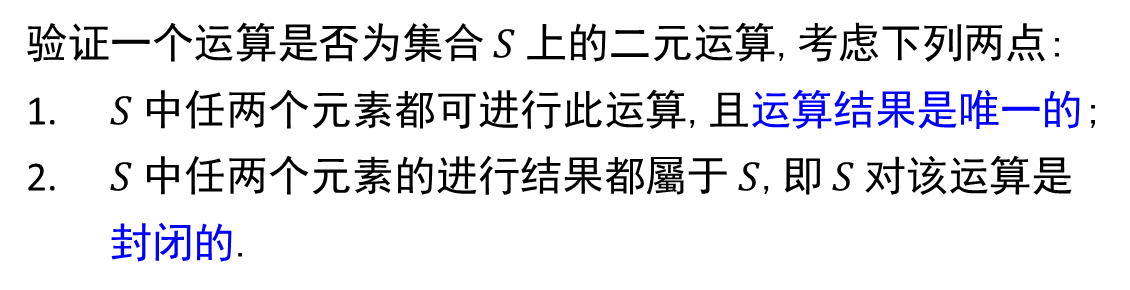 验证一个运算是否为集合 S 上的二元运算, 考虑下列两点:
1. S 中任两个元素都可进行此运算, 且运算结果是唯一的;
2. S 中任两个元素的进行结果都屬于 S, 即 S 对该运算是
封闭的.